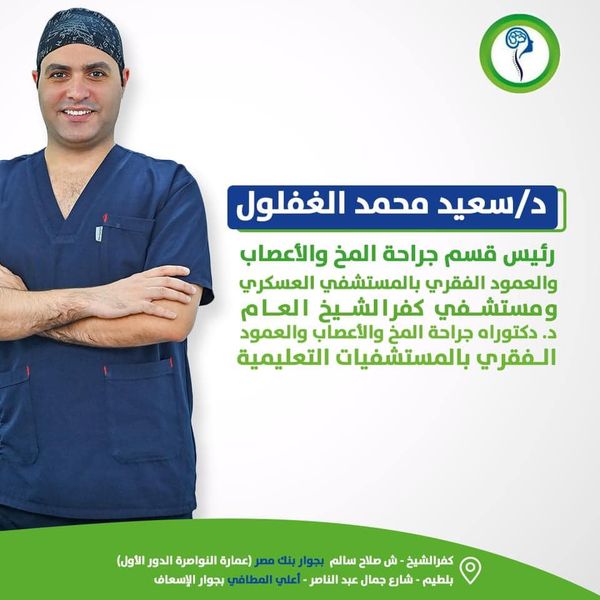 د/سعيد محمد الغفلول
رئيس قسم جراحة المخ والأعصاب
والعمود الفقري بالمستشفي العسكري
ومستشفي كفرالشيخ العام
د. دكتوراه جراحة المخ والأعصاب والعمود
الفقري بالمستشفيات التعليمية
كفرالشيخ - ش صلاح سالم بجوار بنك مصر (عمارة النواصرة الدور الأول)
بلطيم - شارع جمال عبد الناصر - أعلي المطافي بجوار الإسعاف